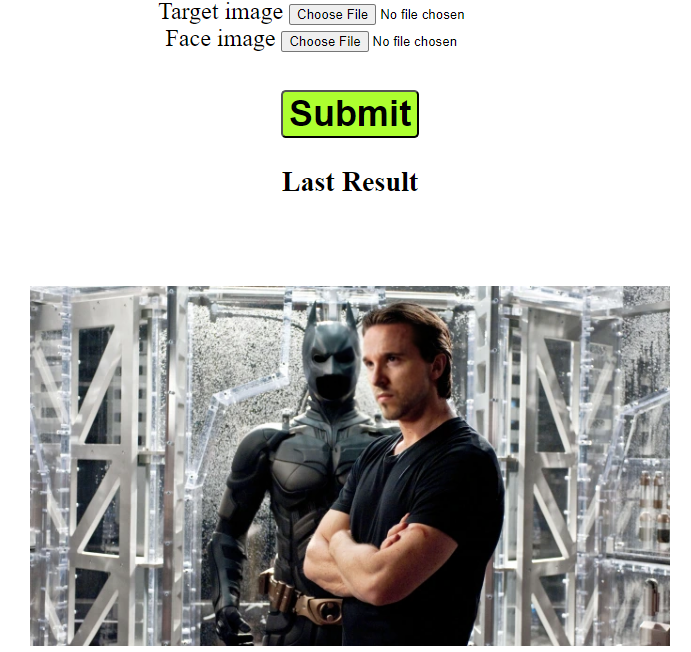 Target image Choose File No file chosen
Face image Choose File No file chosen
Submit
Last Result